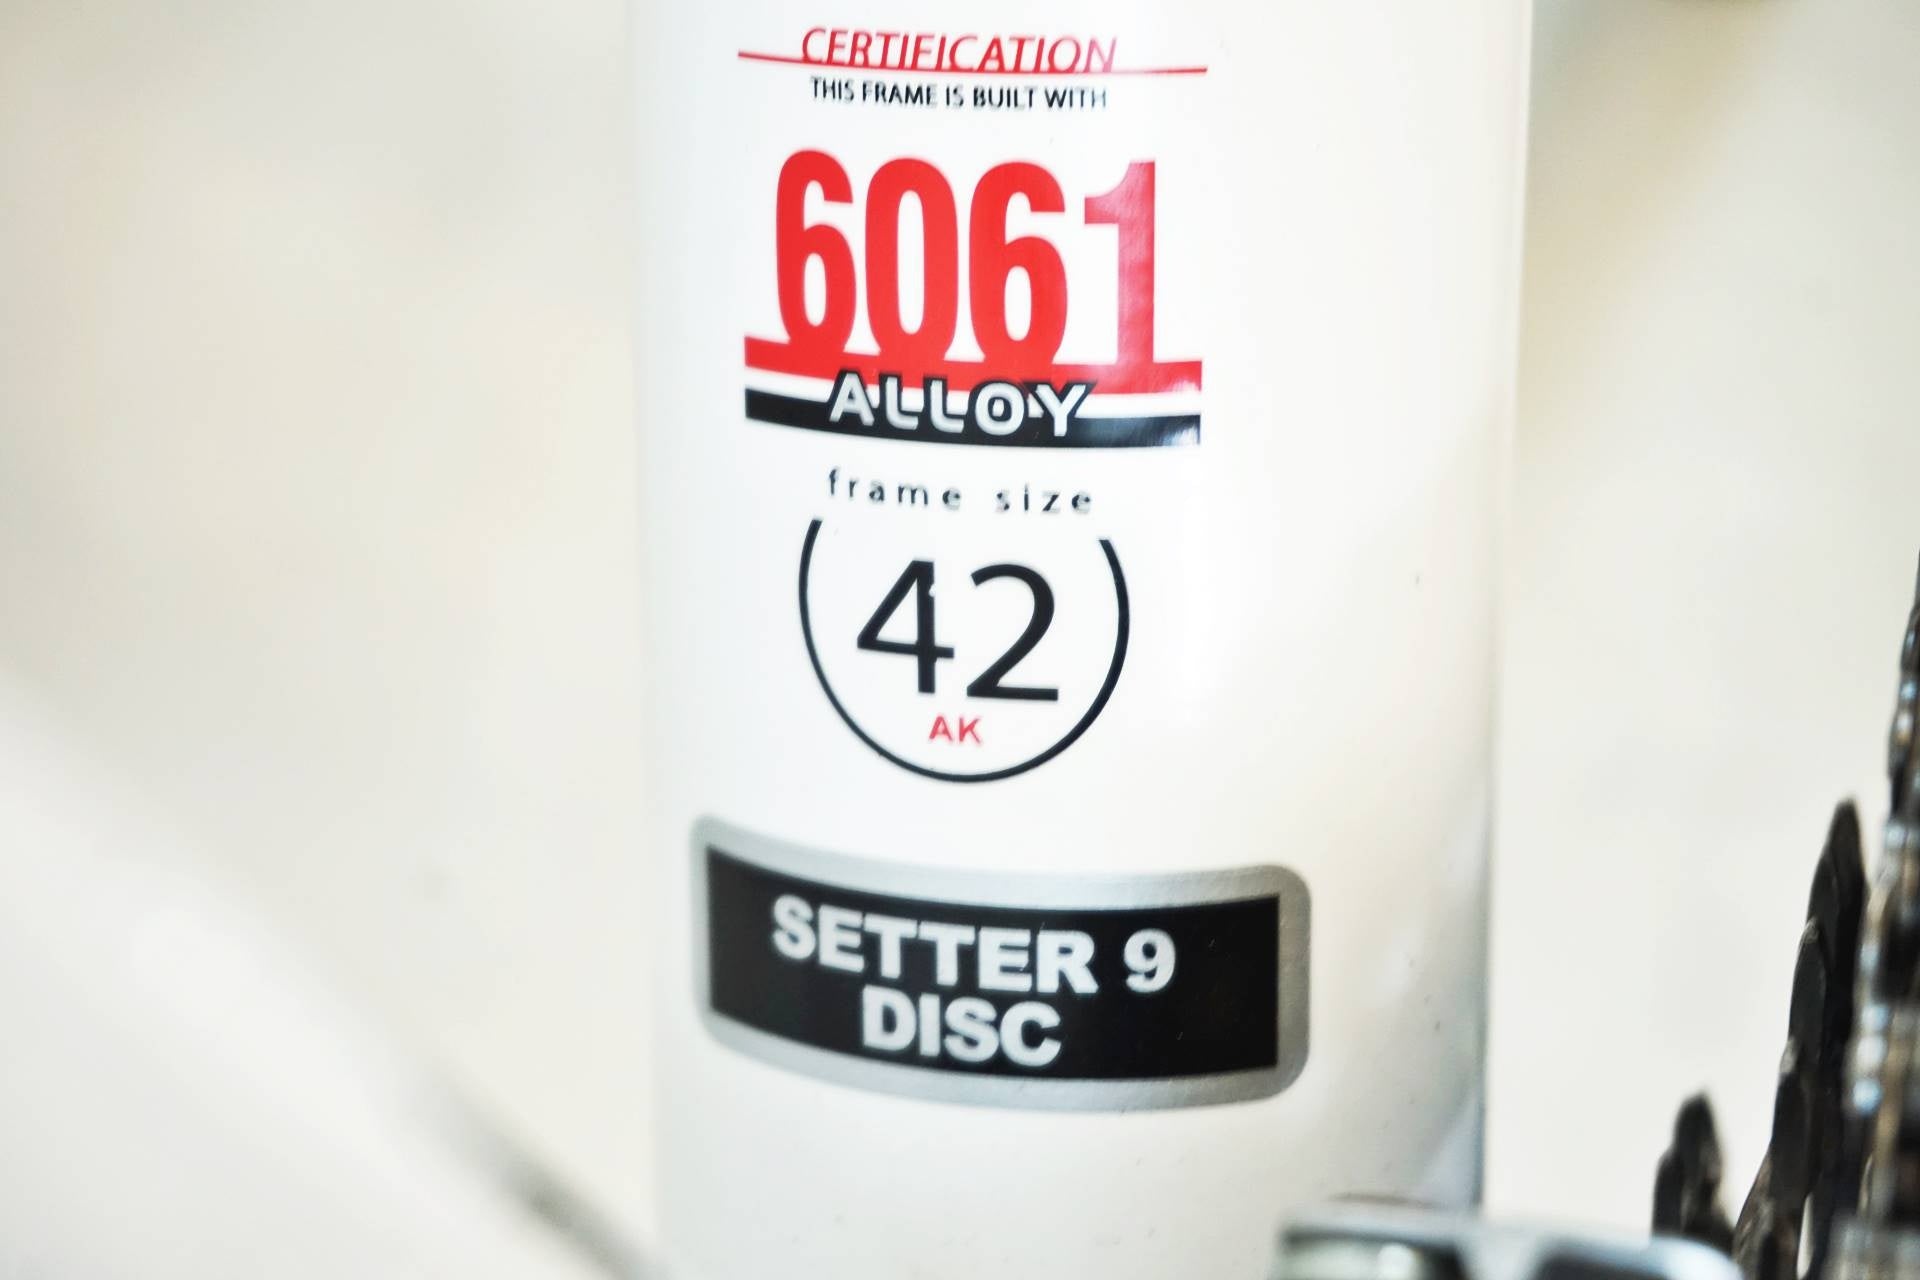 CERTIFICATION
THIS FRAME IS BUILT WITH
6061
ALLOY
frame size
42
AK
SETTER 9
DISC